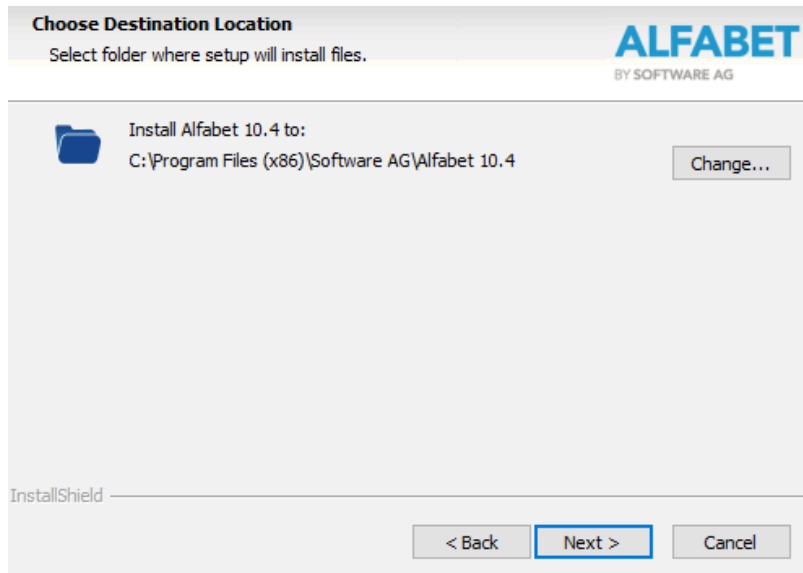 Choose Destination Location
Select folder where setup will install files.
ALFABET
BY SOFTWARE AG
Install Alfabet 10.4 to:
C:\Program Files (x86)\Software AG\Alfabet 10.4
Change...
InstallShield
< Back
Next >
Cancel